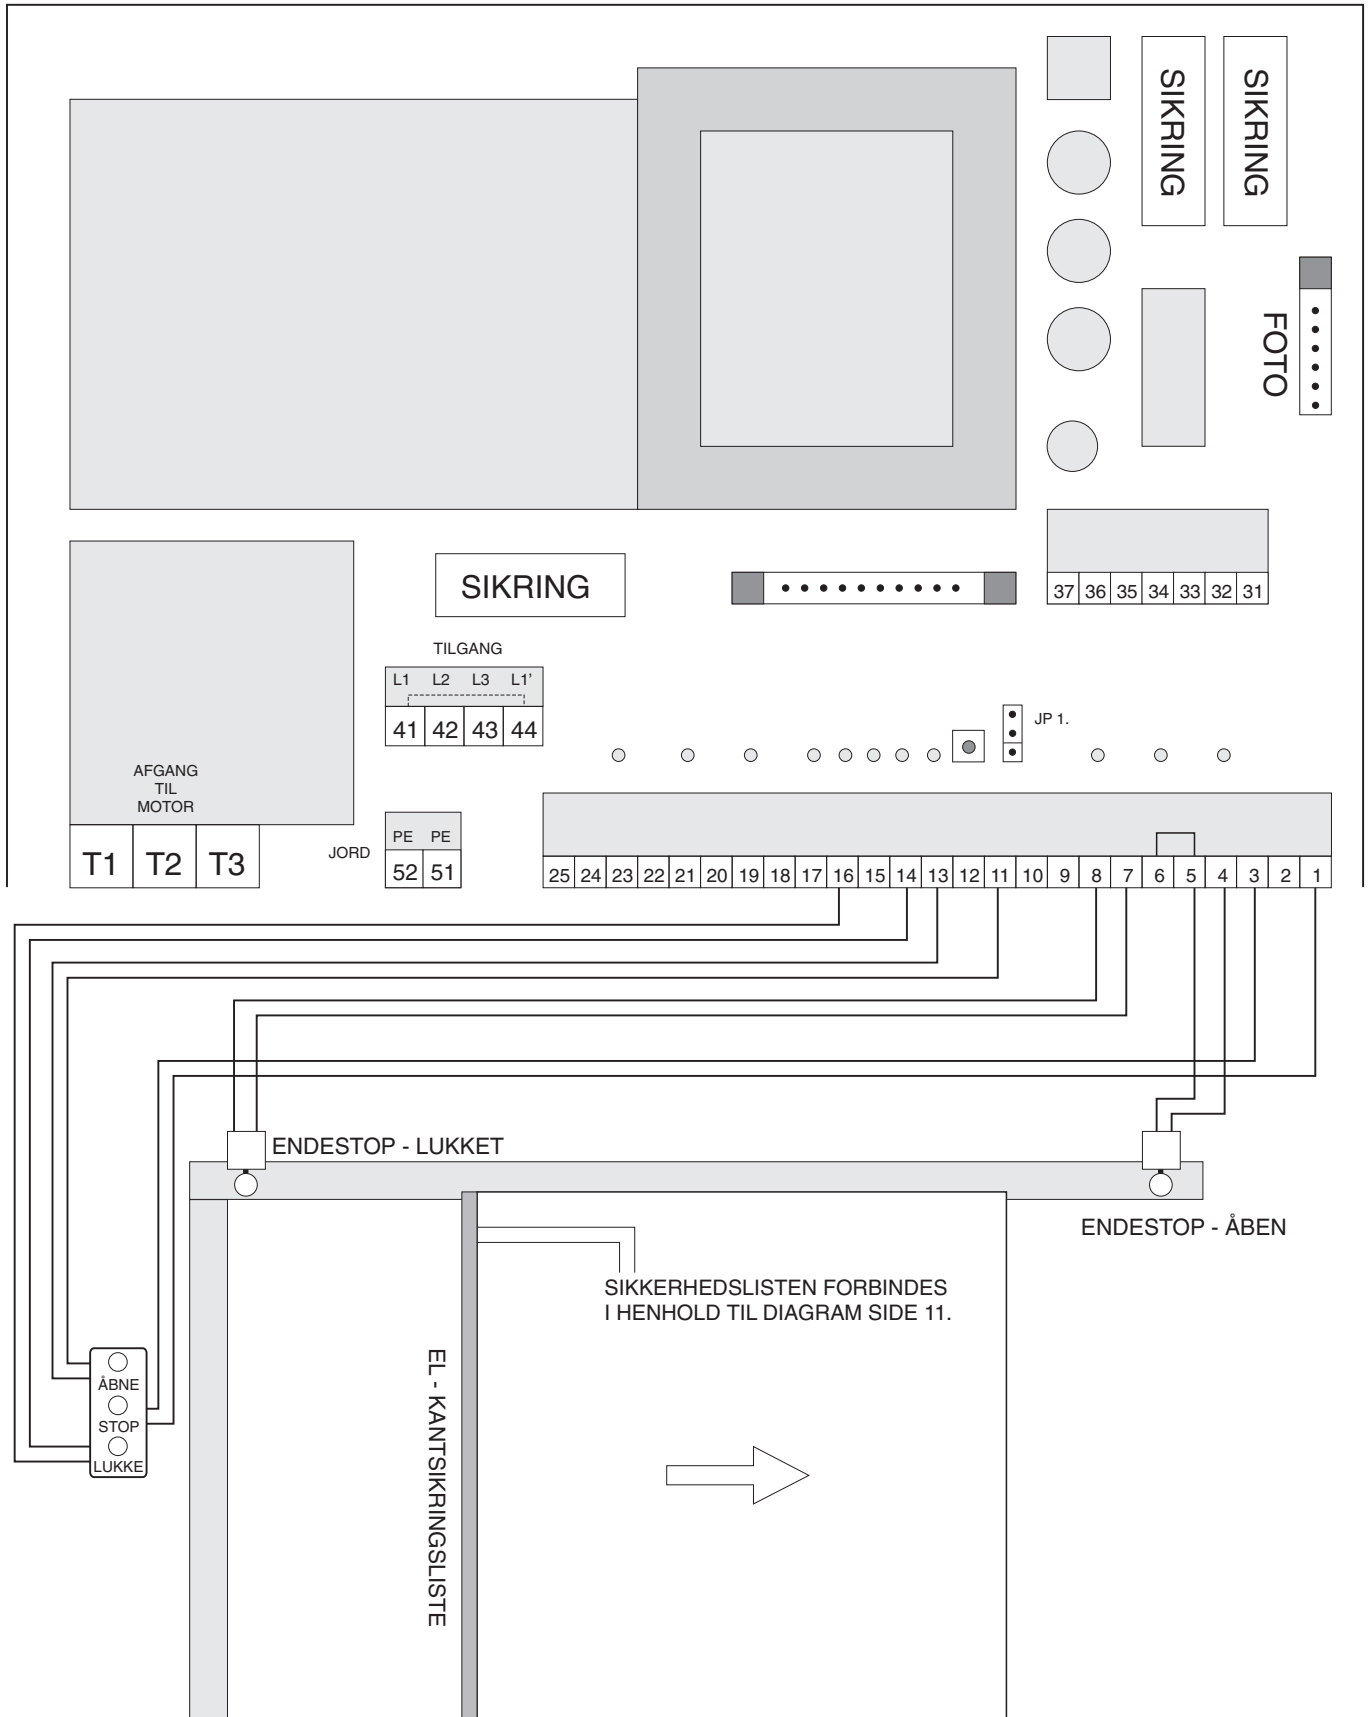 SIKRING
SIKRING
FOTO
SIKRING
37 36 35 34 33 32 31
TILGANG
L1 L2 L3 L1'
41 42 43 44
JP 1.
AFGANG
TIL
MOTOR
T1 T2 T3
JORD
PE PE
52 51
25 24 23 22 21 20 19 18 17 16 15 14 13 12 11 10 9 8 7 6 5 4 3 2 1
ENDESTOP - LUKKET
ENDESTOP - ÅBEN
SIKKERHEDSLISTEN FORBINDES
I HENHOLD TIL DIAGRAM SIDE 11.
EL - KANTSIKRINGSLISTE
ÅBNE
STOP
LUKKE